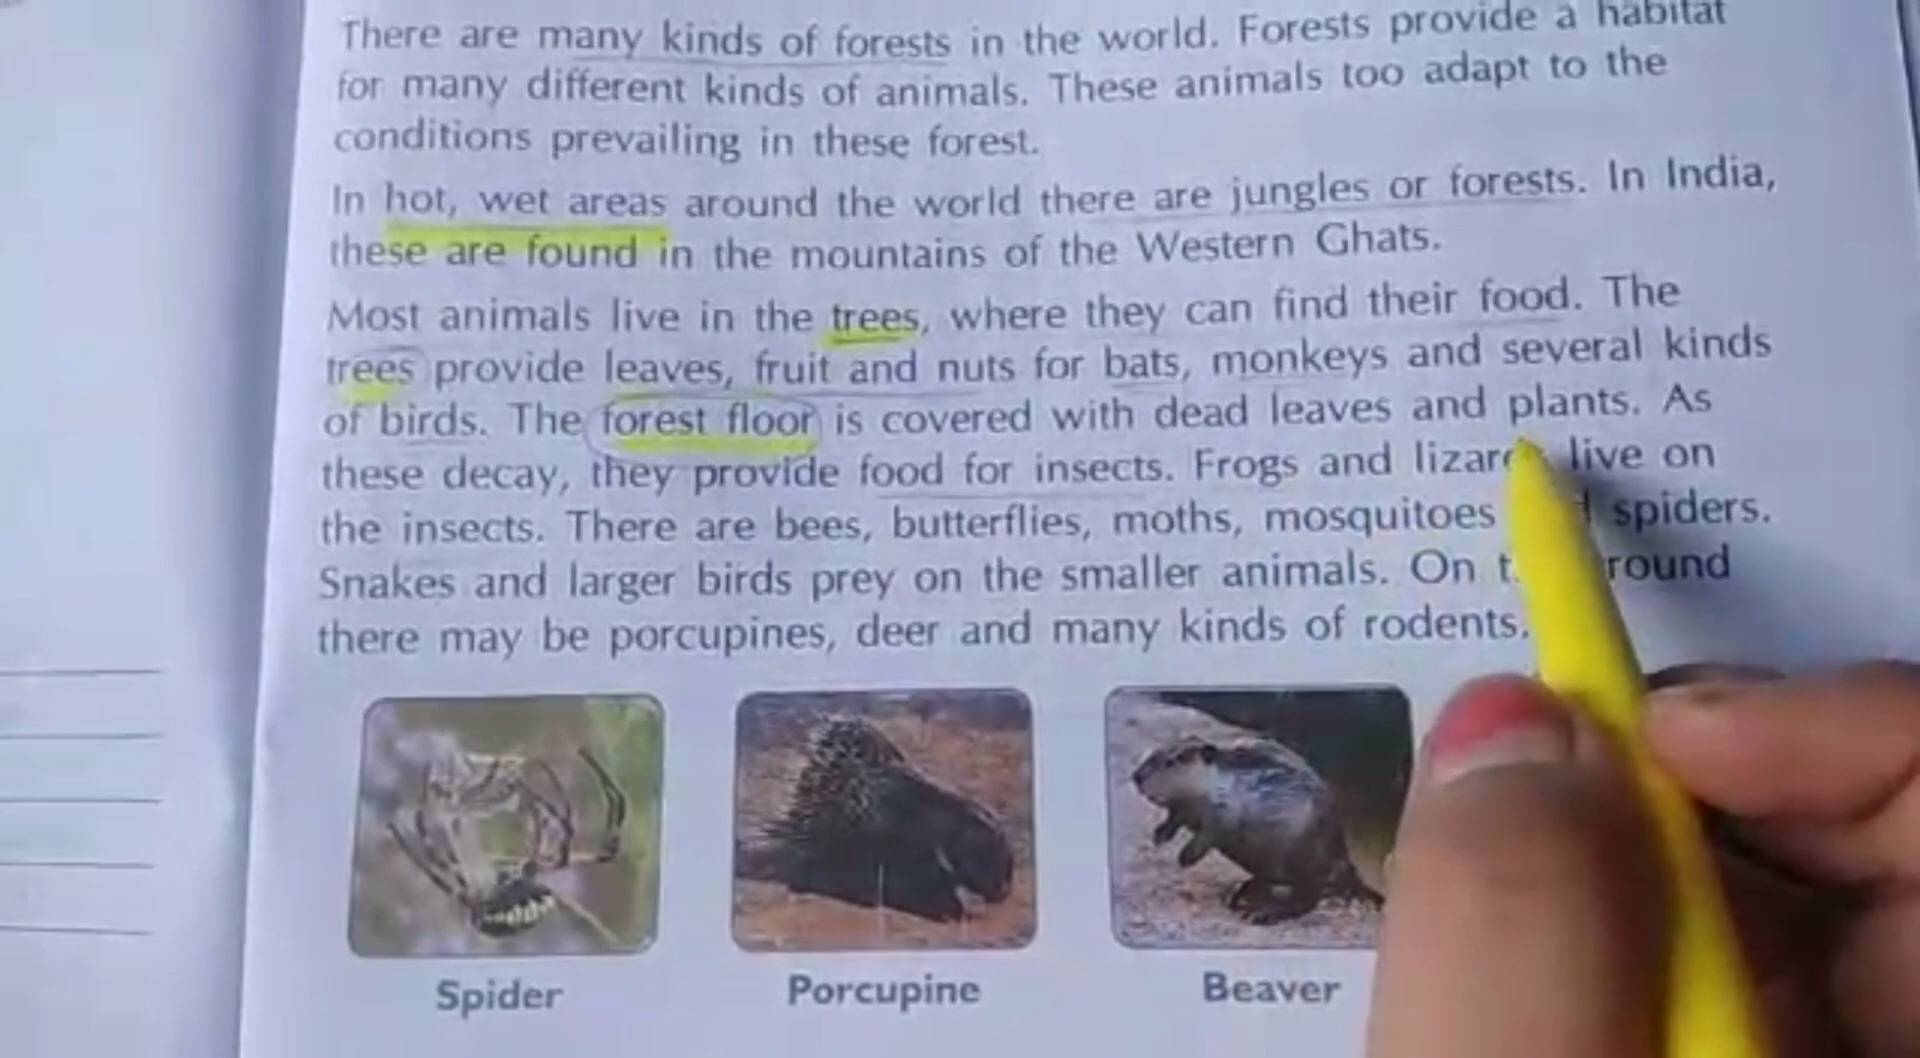 There are many kinds of forests in the world. Forests provide a habitat
for many different kinds of animals. These animals too adapt to the
conditions prevailing in these forest.
In hot, wet areas around the world there are jungles or forests. In India,
these are found in the mountains of the Western Ghats.
Most animals live in the trees, where they can find their food. The
trees provide leaves, fruit and nuts for bats, monkeys and several kinds
of birds. The forest floor is covered with dead leaves and plants. As
these decay, they provide food for insects. Frogs and live on
the insects. There are bees, butterflies, moths, mosquitoes spiders.
Snakes and larger birds prey on the smaller animals. On
there may be porcupines, deer and many kinds of rodents.
Spider Porcupine Beaver